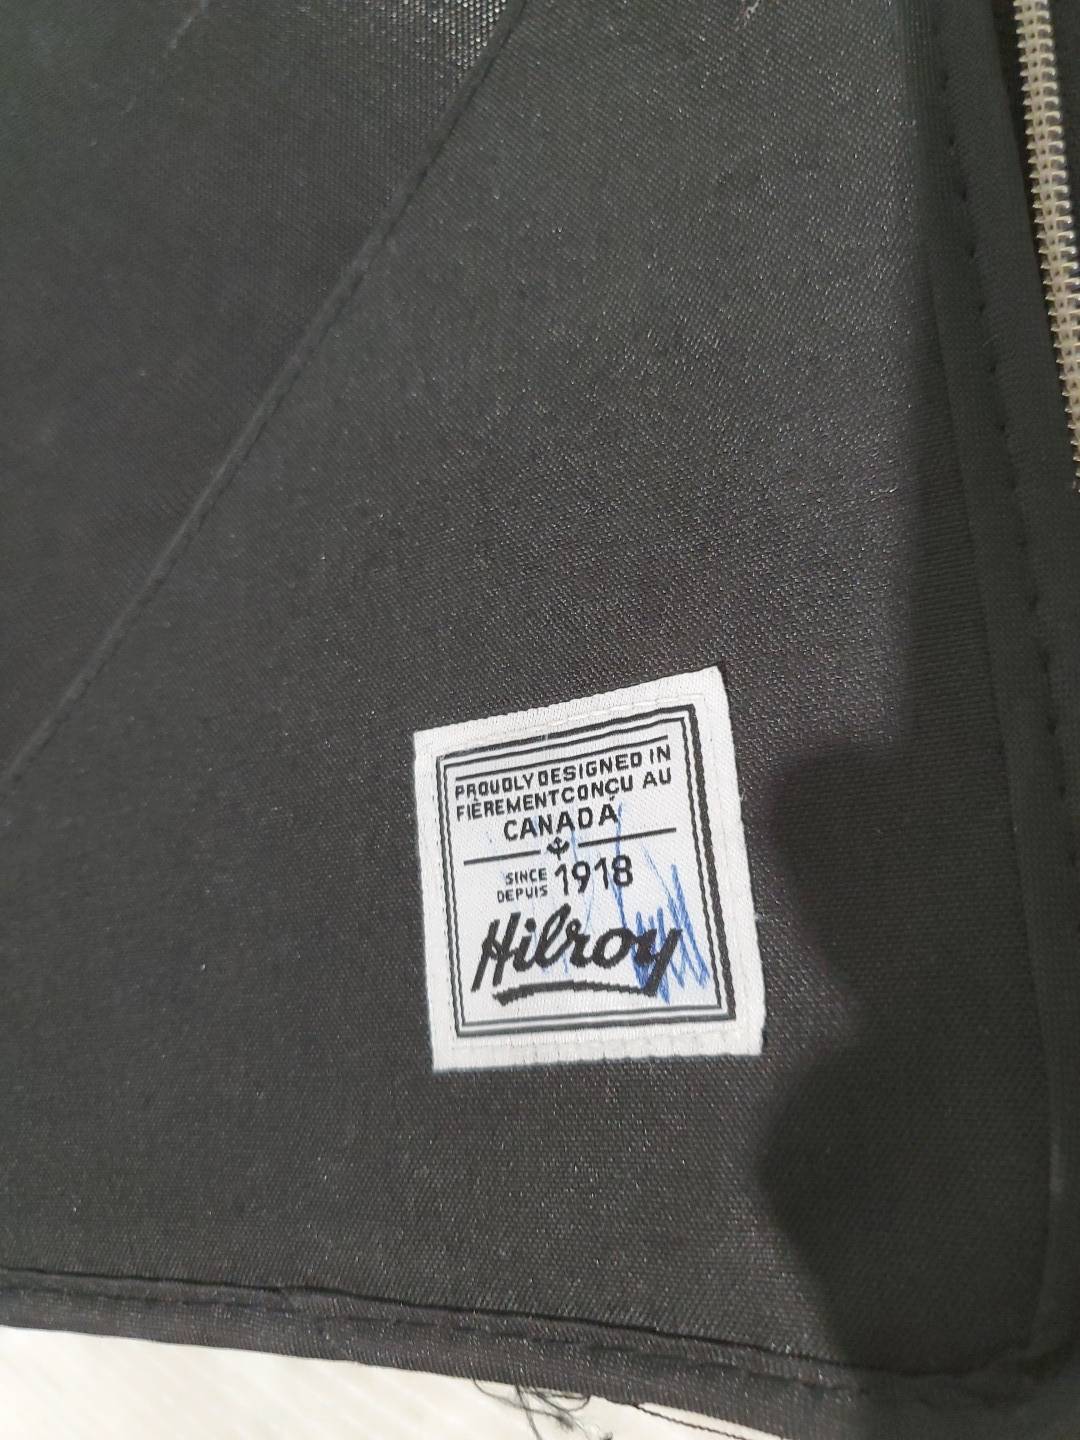 PROUDLY DESIGNED IN
FIÈREMENT CONÇU AU
CANADA
SINCE
DEPUIS 1918
Hilroy